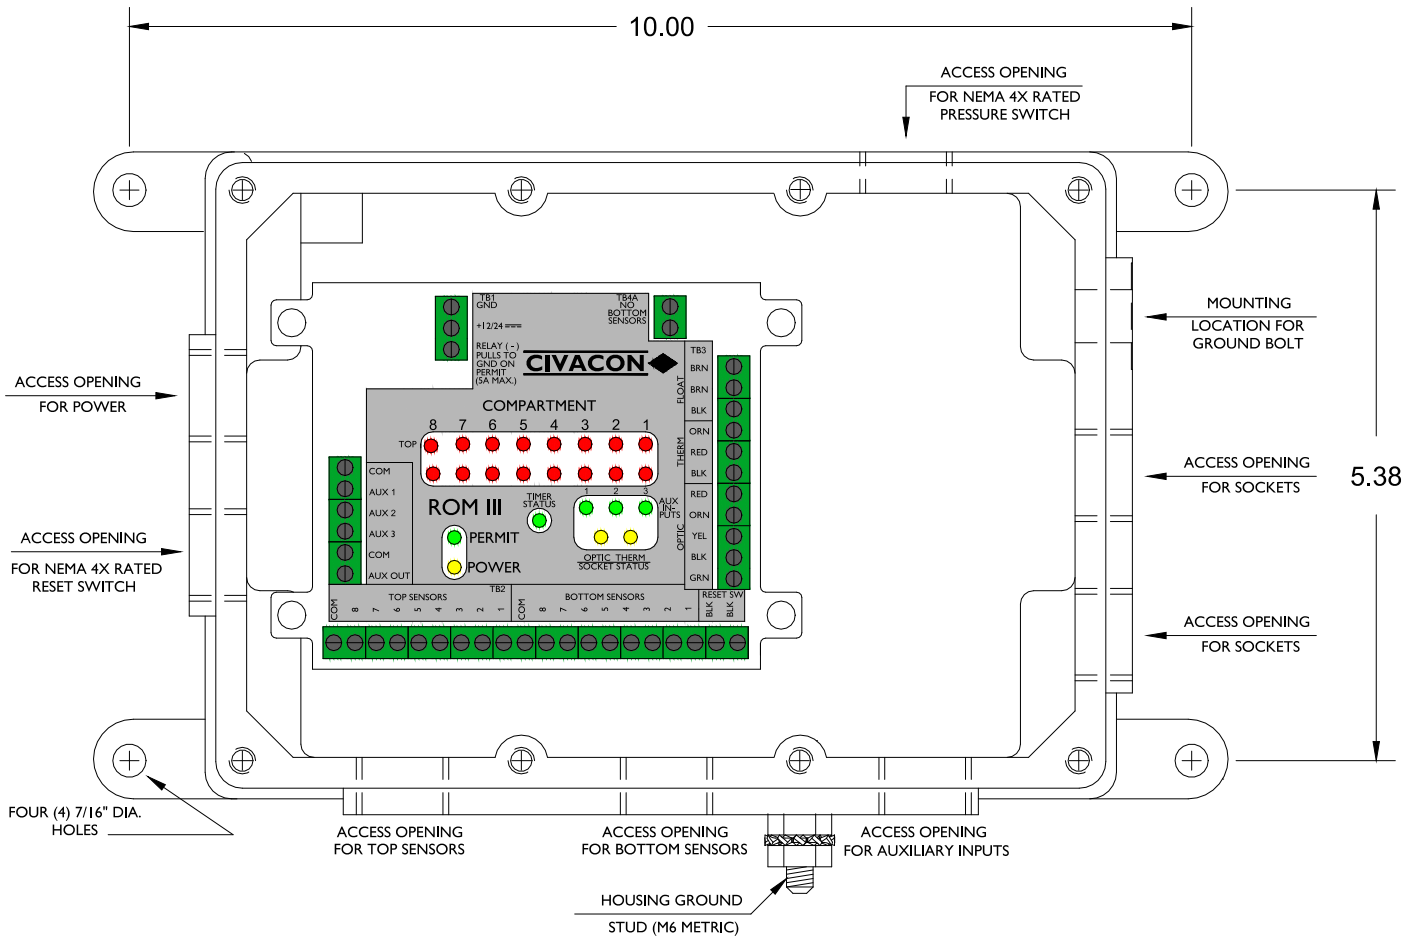 10.00
ACCESS OPENING
FOR NEMA 4X RATED
PRESSURE SWITCH
MOUNTING
LOCATION FOR
GROUND BOLT
ACCESS OPENING
FOR POWER
ACCESS OPENING
FOR SOCKETS
5.38
ACCESS OPENING
FOR NEMA 4X RATED
RESET SWITCH
ACCESS OPENING
FOR SOCKETS
TB1
GND
+12/24
RELAY ( - )
PULLS TO
GND ON
PERMIT
(5A MAX.)
TB4A
NO
BOTTOM
SENSORS
CIVACON
TB3
BRN
BRN
BLK
FLOAT
ORN
RED
BLK
THERM
RED
ORN
YEL
BLK
GRN
OPTIC
COMPARTMENT
8 7 6 5 4 3 2 1
TOP
COM
AUX 1
AUX 2
AUX 3
COM
AUX OUT
ROM III
TIMER
STATUS
1 2 3
AUX
IN-
PUTS
PERMIT
POWER
OPTIC THERM
SOCKET STATUS
TB2
TOP SENSORS
BOTTOM SENSORS
RESET SW
COM 8 7 6 5 4 3 2 1 COM 8 7 6 5 4 3 2 1 BLK BLK
FOUR (4) 7/16" DIA.
HOLES
ACCESS OPENING
FOR TOP SENSORS
ACCESS OPENING
FOR BOTTOM SENSORS
ACCESS OPENING
FOR AUXILIARY INPUTS
HOUSING GROUND
STUD (M6 METRIC)